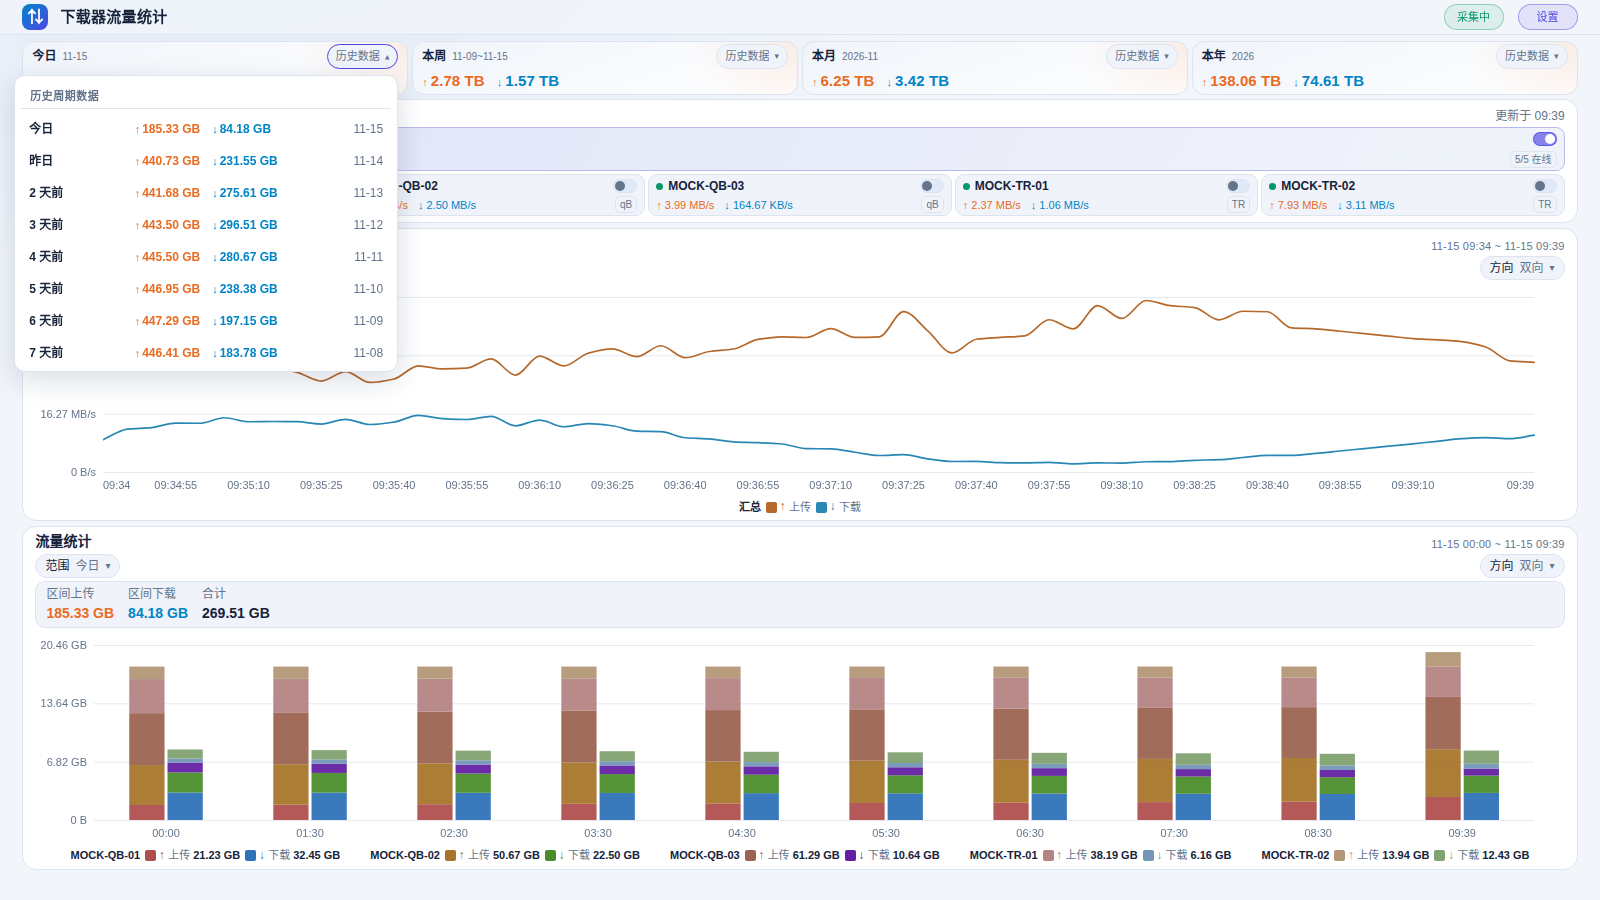 下载器流量统计
采集中 设置
今日 11-15 历史数据 ▴
本周 11-09~11-15 历史数据 ▾
↑ 2.78 TB ↓ 1.57 TB
本月 2026-11 历史数据 ▾
↑ 6.25 TB ↓ 3.42 TB
本年 2026 历史数据 ▾
↑ 138.06 TB ↓ 74.61 TB
历史周期数据
今日 ↑ 185.33 GB ↓ 84.18 GB 11-15
昨日 ↑ 440.73 GB ↓ 231.55 GB 11-14
2 天前 ↑ 441.68 GB ↓ 275.61 GB 11-13
3 天前 ↑ 443.50 GB ↓ 296.51 GB 11-12
4 天前 ↑ 445.50 GB ↓ 280.67 GB 11-11
5 天前 ↑ 446.95 GB ↓ 238.38 GB 11-10
6 天前 ↑ 447.29 GB ↓ 197.15 GB 11-09
7 天前 ↑ 446.41 GB ↓ 183.78 GB 11-08
更新于 09:39
5/5 在线
-QB-02
/s ↓ 2.50 MB/s qB
MOCK-QB-03
↑ 3.99 MB/s ↓ 164.67 KB/s qB
MOCK-TR-01
↑ 2.37 MB/s ↓ 1.06 MB/s TR
MOCK-TR-02
↑ 7.93 MB/s ↓ 3.11 MB/s TR
11-15 09:34 ~ 11-15 09:39
方向 双向 ▾
16.27 MB/s
0 B/s
09:34 09:34:55 09:35:10 09:35:25 09:35:40 09:35:55 09:36:10 09:36:25 09:36:40 09:36:55 09:37:10 09:37:25 09:37:40 09:37:55 09:38:10 09:38:25 09:38:40 09:38:55 09:39:10 09:39
汇总 ↑ 上传 ↓ 下载
流量统计
11-15 00:00 ~ 11-15 09:39
范围 今日 ▾
方向 双向 ▾
区间上传 区间下载 合计
185.33 GB 84.18 GB 269.51 GB
20.46 GB
13.64 GB
6.82 GB
0 B
00:00 01:30 02:30 03:30 04:30 05:30 06:30 07:30 08:30 09:39
MOCK-QB-01 ↑ 上传 21.23 GB ↓ 下载 32.45 GB MOCK-QB-02 ↑ 上传 50.67 GB ↓ 下载 22.50 GB MOCK-QB-03 ↑ 上传 61.29 GB ↓ 下载 10.64 GB MOCK-TR-01 ↑ 上传 38.19 GB ↓ 下载 6.16 GB MOCK-TR-02 ↑ 上传 13.94 GB ↓ 下载 12.43 GB